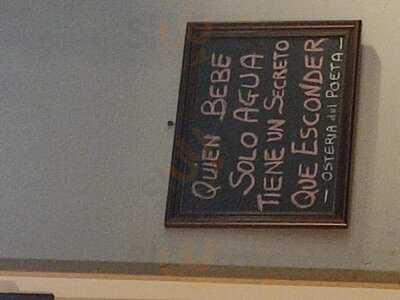 QUIEN BEBE
SOLO AGUA
TIENE UN SECRETO
QUE ESCONDER
— OSTERIA del POETA —